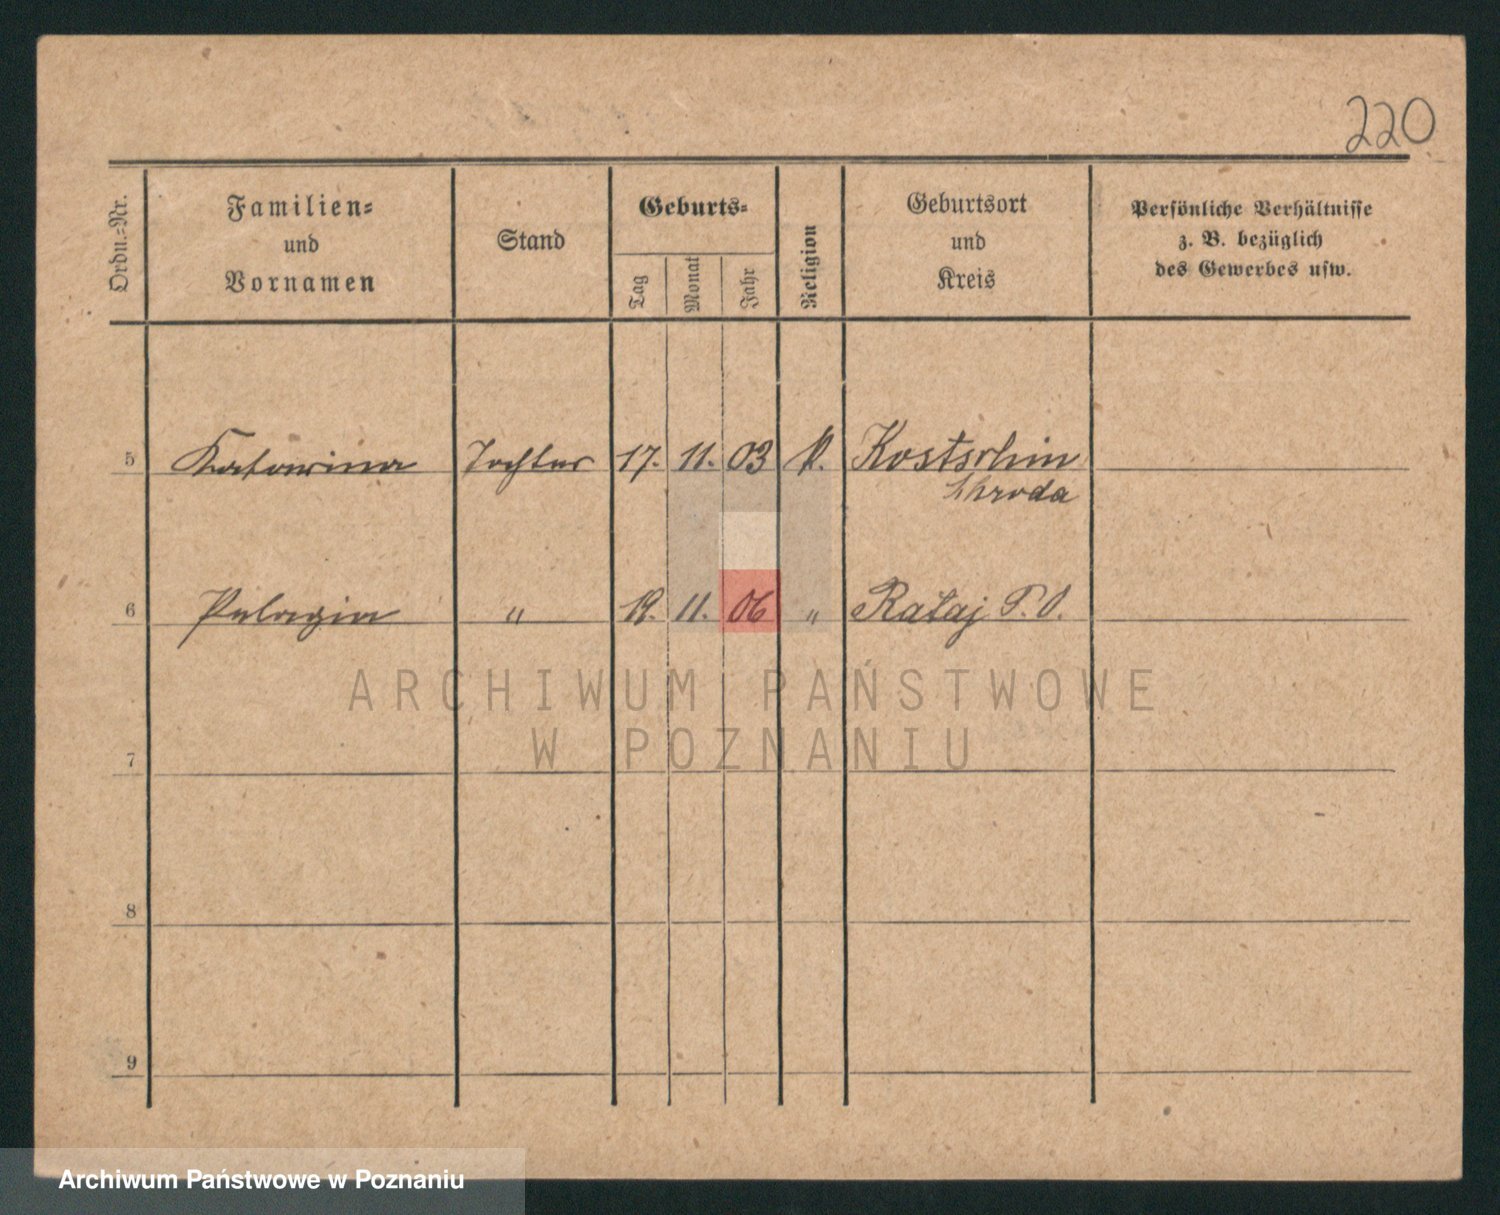 220
Ordn.=Nr.
Familien=
und
Vornamen
Stand
Geburts=
Tag
Monat
Jahr
Religion
Geburtsort
und
Kreis
Persönliche Verhältnisse
z. B. bezüglich
des Gewerbes usw.
5 Katarina Tochter 17. 11. 03 k. Kostschin
Schroda
6 Pelagia " 19. 11. 06 " Rataj P. O.
ARCHIWUM PAŃSTWOWE
W POZNANIU
7
8
9
Archiwum Państwowe w Poznaniu